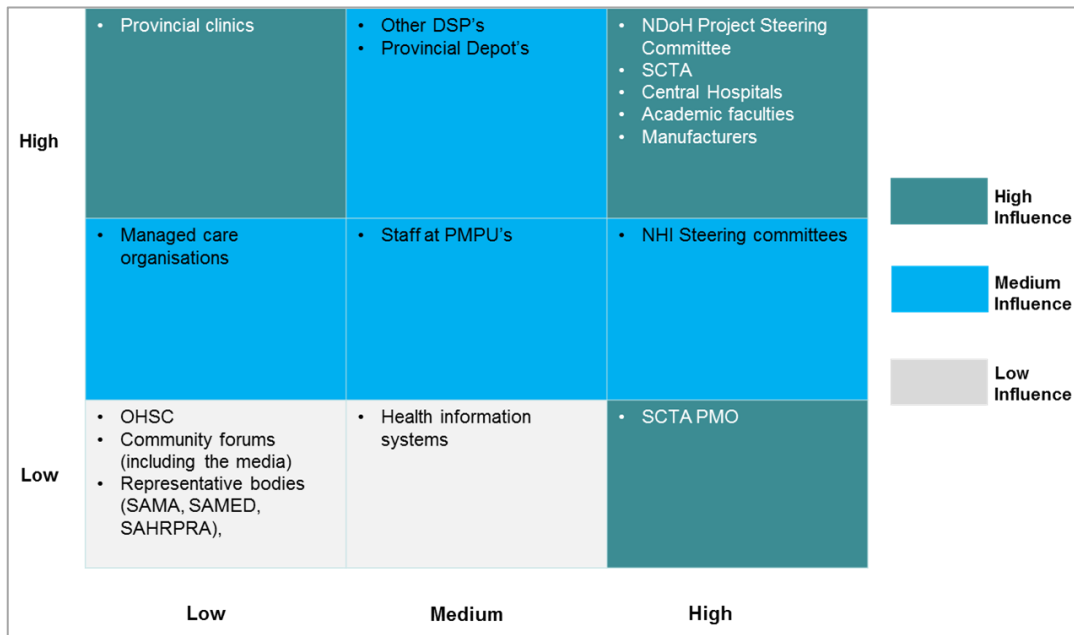 • Provincial clinics
• Other DSP's
• Provincial Depot's
• NDoH Project Steering
Committee
• SCTA
• Central Hospitals
• Academic faculties
• Manufacturers
High
• Managed care
organisations
• Staff at PMPU's
• NHI Steering committees
• OHSC
• Community forums
(including the media)
• Representative bodies
(SAMA, SAMED,
SAHRPRA),
• Health information
systems
• SCTA PMO
Low
Low
Medium
High
High
Influence
Medium
Influence
Low
Influence